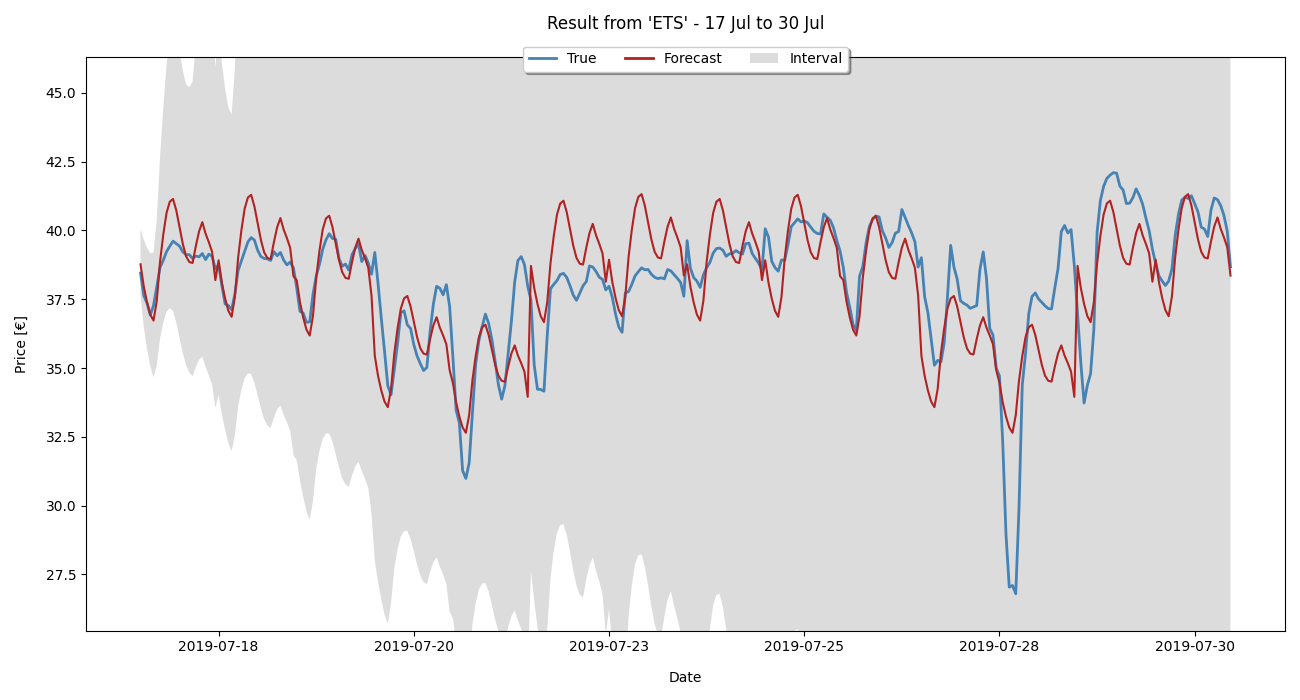 Result from 'ETS' - 17 Jul to 30 Jul
True Forecast Interval
45.0
42.5
40.0
37.5
35.0
32.5
30.0
27.5
Price [€]
2019-07-18 2019-07-20 2019-07-23 2019-07-25 2019-07-28 2019-07-30
Date